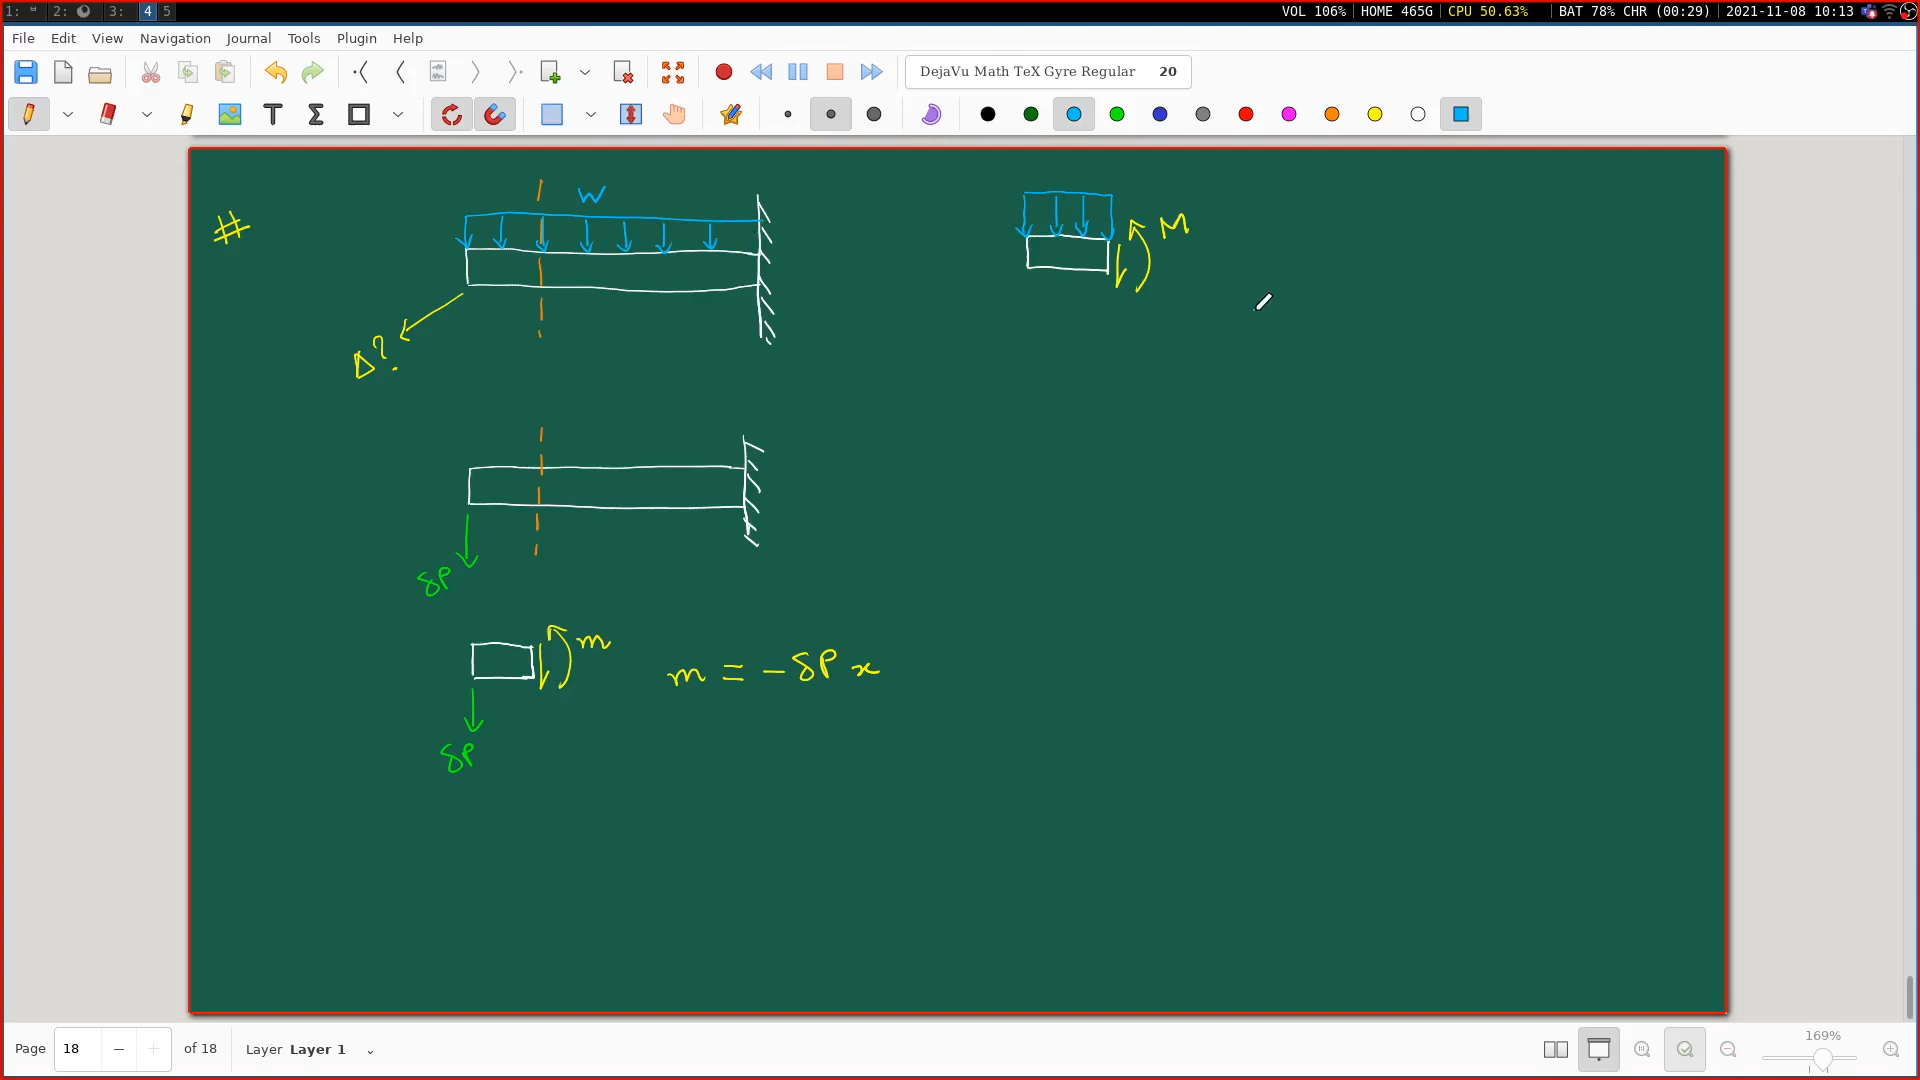 1: 2: 3: 4 5
VOL 106% HOME 465G CPU 50.63% BAT 78% CHR (00:29) 2021-11-08 10:13
File Edit View Navigation Journal Tools Plugin Help
DejaVu Math TeX Gyre Regular 20
T Σ
# w
M
Δ?
δP
m
m = -δP x
δP
Page 18 of 18 Layer Layer 1
169%